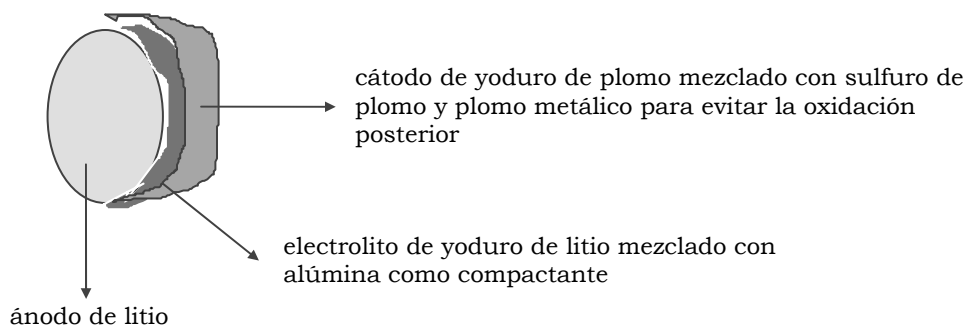 cátodo de yoduro de plomo mezclado con sulfuro de
plomo y plomo metálico para evitar la oxidación
posterior
electrolito de yoduro de litio mezclado con
alúmina como compactante
ánodo de litio